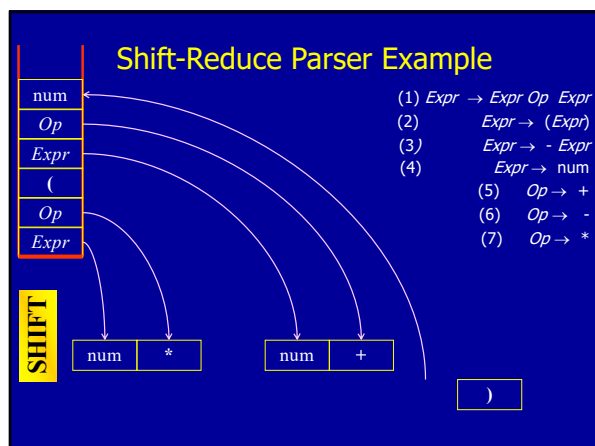 Shift-Reduce Parser Example
num
Op
Expr
(
Op
Expr
(1) Expr → Expr Op Expr
(2) Expr → (Expr)
(3) Expr → - Expr
(4) Expr → num
(5) Op → +
(6) Op → -
(7) Op → *
SHIFT
num *
num +
)